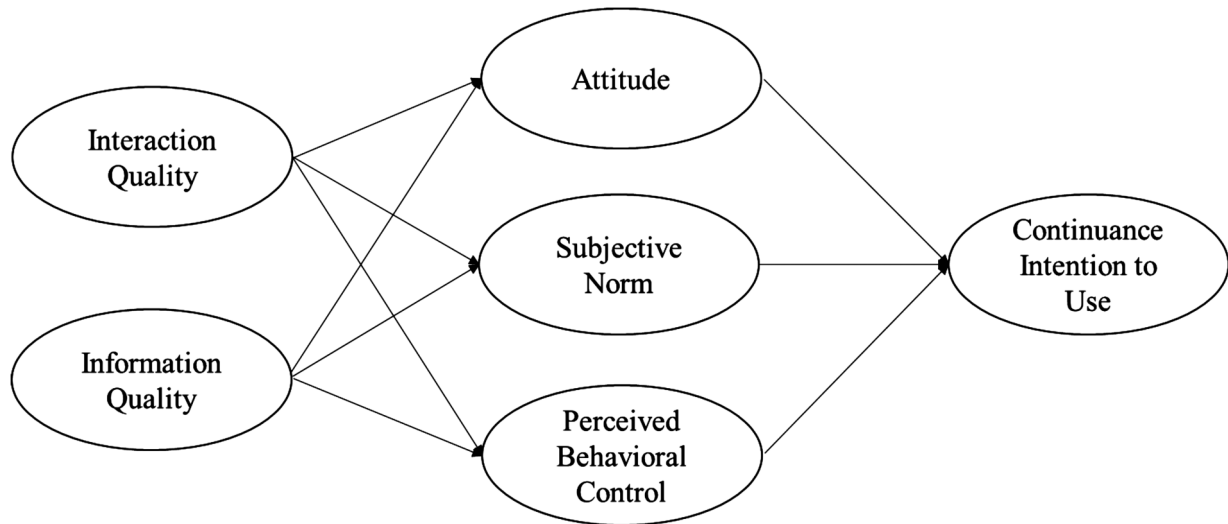 Interaction
Quality
Information
Quality
Attitude
Subjective
Norm
Perceived
Behavioral
Control
Continuance
Intention to
Use